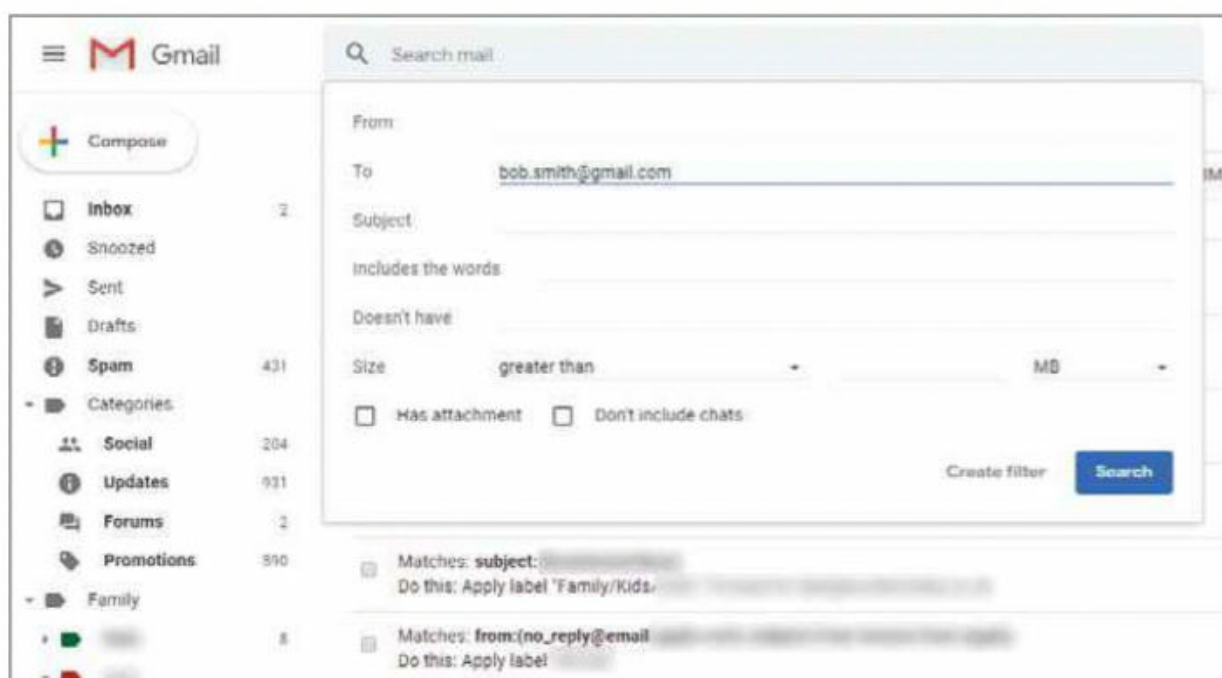 Gmail
Search mail
Compose
Inbox 2
Snoozed
Sent
Drafts
Spam 431
Categories
Social 204
Updates 931
Forums 2
Promotions 890
Family
8
From
To bob.smith@gmail.com
Subject
Includes the words
Doesn't have
Size greater than MB
Has attachment Don't include chats
Create filter Search
Matches: subject:
Do this: Apply label "Family/Kids/
Matches: from:(no_reply@email
Do this: Apply label